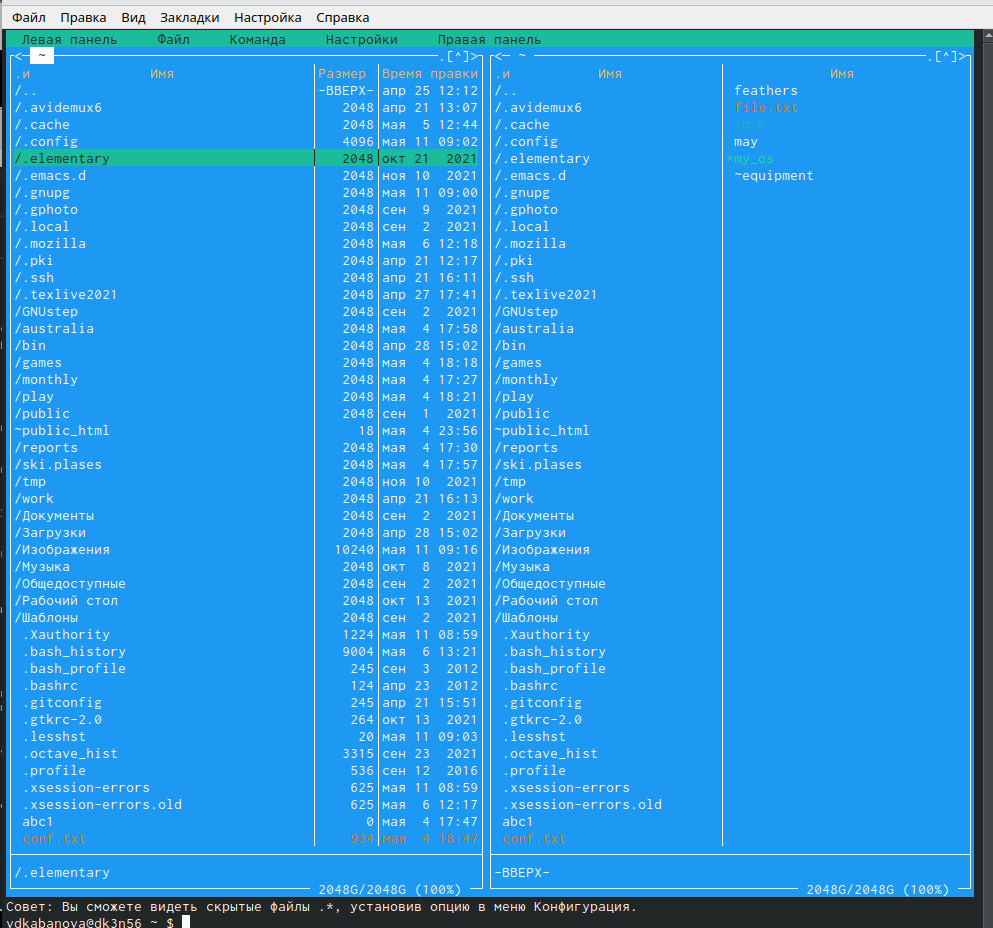 Файл Правка Вид Закладки Настройка Справка
Левая панель Файл Команда Настройки Правая панель
<─ ~ .[^]>
.и Имя Размер Время правки
/.. -ВВЕРХ- апр 25 12:12
/.avidemux6 2048 апр 21 13:07
/.cache 2048 мая 5 12:44
/.config 4096 мая 11 09:02
/.elementary 2048 окт 21 2021
/.emacs.d 2048 ноя 10 2021
/.gnupg 2048 мая 11 09:00
/.gphoto 2048 сен 9 2021
/.local 2048 сен 2 2021
/.mozilla 2048 мая 6 12:18
/.pki 2048 апр 21 12:17
/.ssh 2048 апр 21 16:11
/.texlive2021 2048 апр 27 17:41
/GNUstep 2048 сен 2 2021
/australia 2048 мая 4 17:58
/bin 2048 апр 28 15:02
/games 2048 мая 4 18:18
/monthly 2048 мая 4 17:27
/play 2048 мая 4 18:21
/public 2048 сен 1 2021
~public_html 18 мая 4 23:56
/reports 2048 мая 4 17:30
/ski.plases 2048 мая 4 17:57
/tmp 2048 ноя 10 2021
/work 2048 апр 21 16:13
/Документы 2048 сен 2 2021
/Загрузки 2048 апр 28 15:02
/Изображения 10240 мая 11 09:16
/Музыка 2048 окт 8 2021
/Общедоступные 2048 сен 2 2021
/Рабочий стол 2048 окт 13 2021
/Шаблоны 2048 сен 2 2021
.Xauthority 1224 мая 11 08:59
.bash_history 9004 мая 6 13:21
.bash_profile 245 сен 3 2012
.bashrc 124 апр 23 2012
.gitconfig 245 апр 21 15:51
.gtkrc-2.0 264 окт 13 2021
.lesshst 20 мая 11 09:03
.octave_hist 3315 сен 23 2021
.profile 536 сен 12 2016
.xsession-errors 625 мая 11 08:59
.xsession-errors.old 625 мая 6 12:17
abc1 0 мая 4 17:47
conf.txt 934 мая 4 18:47
/.elementary
2048G/2048G (100%)
<─ ~ .[^]>
.и Имя Имя
/.. feathers
/.avidemux6 file.txt
/.cache io.h
/.config may
/.elementary *my_os
/.emacs.d ~equipment
/.gnupg
/.gphoto
/.local
/.mozilla
/.pki
/.ssh
/.texlive2021
/GNUstep
/australia
/bin
/games
/monthly
/play
/public
~public_html
/reports
/ski.plases
/tmp
/work
/Документы
/Загрузки
/Изображения
/Музыка
/Общедоступные
/Рабочий стол
/Шаблоны
.Xauthority
.bash_history
.bash_profile
.bashrc
.gitconfig
.gtkrc-2.0
.lesshst
.octave_hist
.profile
.xsession-errors
.xsession-errors.old
abc1
conf.txt
-ВВЕРХ-
2048G/2048G (100%)
Совет: Вы сможете видеть скрытые файлы .*, установив опцию в меню Конфигурация.
vdkabanova@dk3n56 ~ $